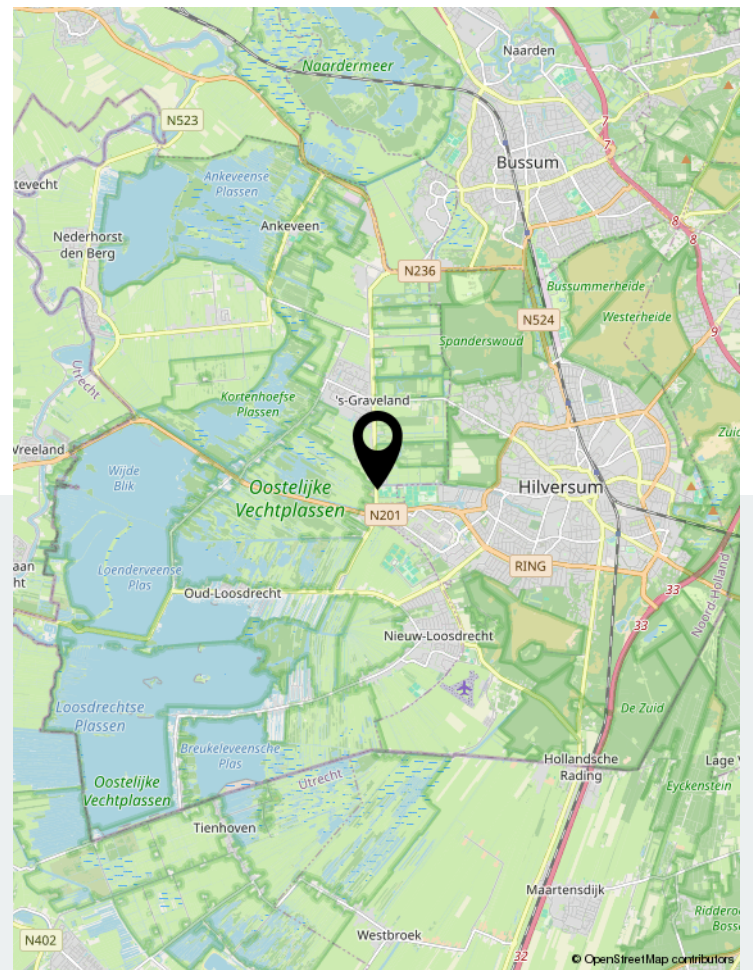 Naarden
Naardermeer
N523
7
7
Bussum
tevecht
Ankeveense
Plassen
Ankeveen
8
8
Nederhorst
den Berg
N236
Bussummerheide
Westerheide
N524
9
Spanderswoud
Utrecht
Kortenhoefse
Plassen
's-Graveland
Zuid
Vreeland
Wijde
Blik
Oostelijke
Vechtplassen
Hilversum
N201
Loenderveense
Plas
RING
Oud-Loosdrecht
33
33
Noord-Holland
Nieuw-Loosdrecht
Loosdrechtse
Plassen
De Zuid
Breukeleveensche
Plas
Oostelijke
Vechtplassen
Utrecht
Hollandsche
Rading
Lage V
Eyckenstein
Tienhoven
Maartensdijk
Ridderoo
Bosse
N402
Westbroek
32
© OpenStreetMap contributors